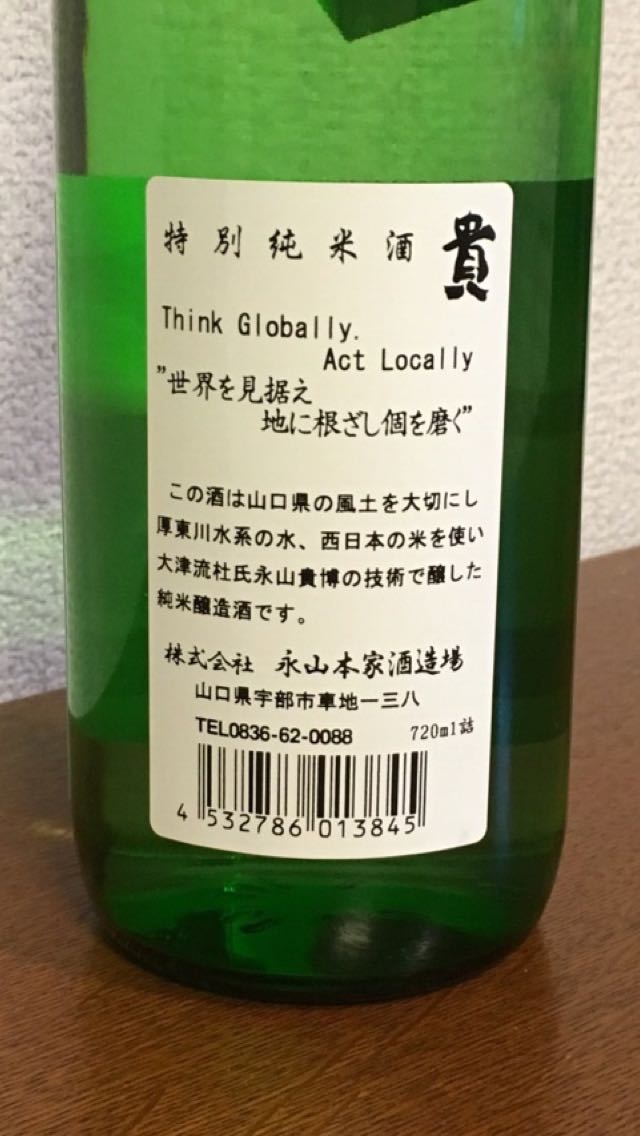 特別純米酒 貴
Think Globally.
Act Locally
”世界を見据え
地に根ざし個を磨く”
この酒は山口県の風土を大切にし
厚東川水系の水、西日本の米を使い
大津流杜氏永山貴博の技術で醸した
純米醸造酒です。
株式会社 永山本家酒造場
山口県宇部市車地一三八
TEL0836-62-0088 720ml詰
4 532786 013845